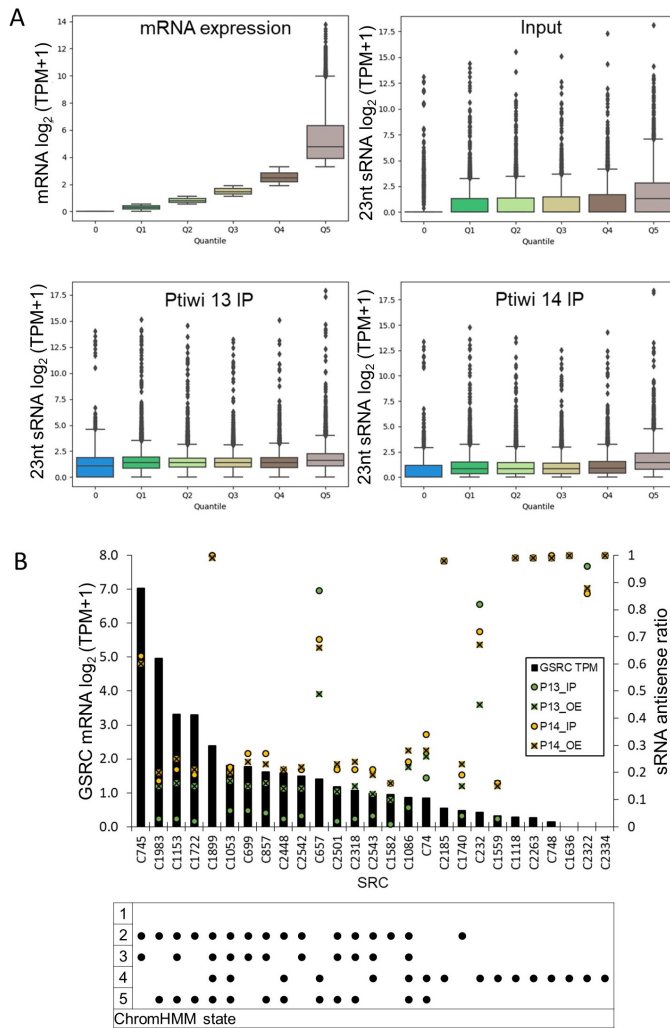 A
mRNA expression
mRNA log2 (TPM+1)
14
12
10
8
6
4
2
0
0 Q1 Q2 Q3 Q4 Q5
Quantile
Input
23nt sRNA log2 (TPM+1)
17.5
15.0
12.5
10.0
7.5
5.0
2.5
0.0
0 Q1 Q2 Q3 Q4 Q5
Quantile
Ptiwi 13 IP
23nt sRNA log2 (TPM+1)
17.5
15.0
12.5
10.0
7.5
5.0
2.5
0.0
0 Q1 Q2 Q3 Q4 Q5
Quantile
Ptiwi 14 IP
23nt sRNA log2 (TPM+1)
17.5
15.0
12.5
10.0
7.5
5.0
2.5
0.0
0 Q1 Q2 Q3 Q4 Q5
Quantile
B
GSRC mRNA log2 (TPM+1)
8.0
7.0
6.0
5.0
4.0
3.0
2.0
1.0
0.0
1
0.9
0.8
0.7
0.6
0.5
0.4
0.3
0.2
0.1
0
sRNA antisense ratio
GSRC TPM
P13_IP
P13_OE
P14_IP
P14_OE
C745 C1983 C1153 C1722 C1899 C1053 C699 C857 C2448 C2542 C657 C2501 C2318 C2543 C1582 C1086 C74 C2185 C1740 C232 C1559 C1118 C2263 C748 C1636 C2322 C2334
SRC
1
2
3
4
5
ChromHMM state